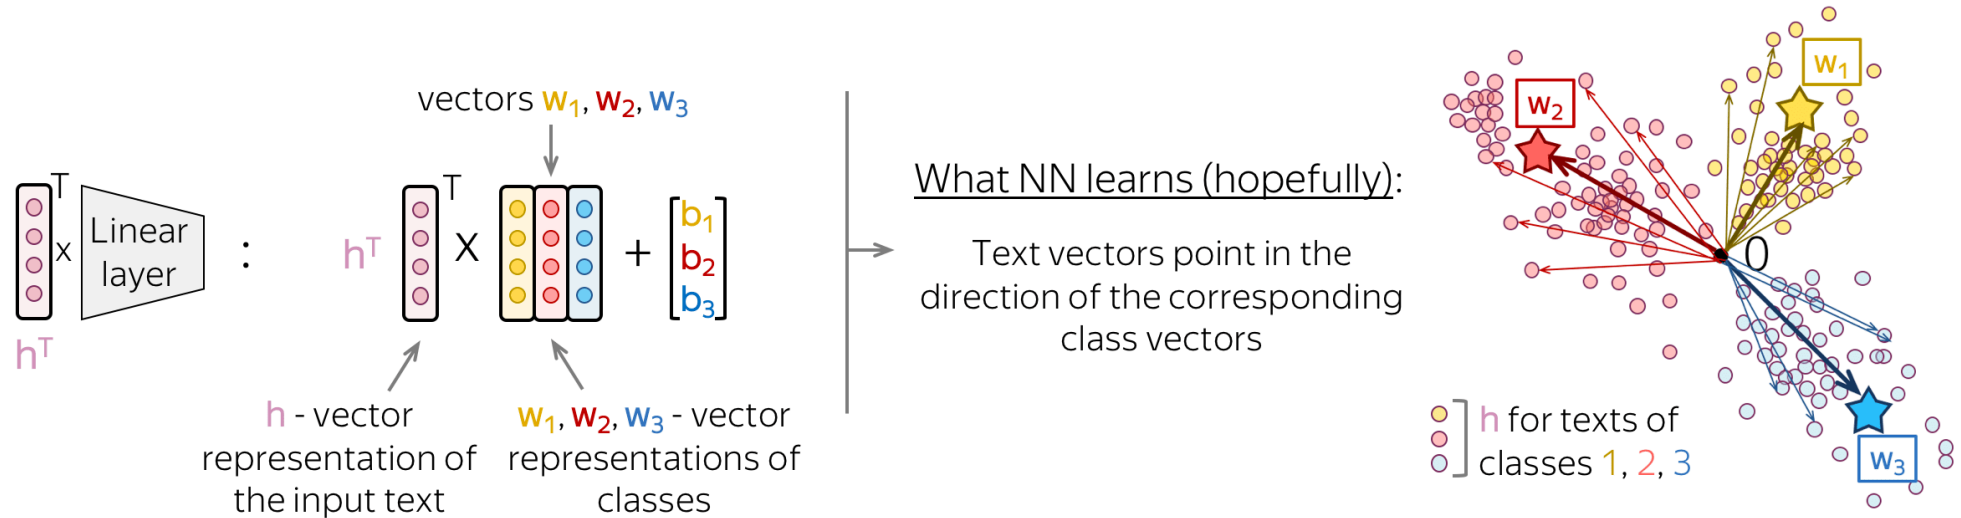 hᵀ
T
x
Linear
layer
:
vectors w₁, w₂, w₃
hᵀ
T
X
+
b₁
b₂
b₃
h - vector
representation of
the input text
w₁, w₂, w₃ - vector
representations of
classes
What NN learns (hopefully):
Text vectors point in the
direction of the corresponding
class vectors
w₂
w₁
0
w₃
h for texts of
classes 1, 2, 3